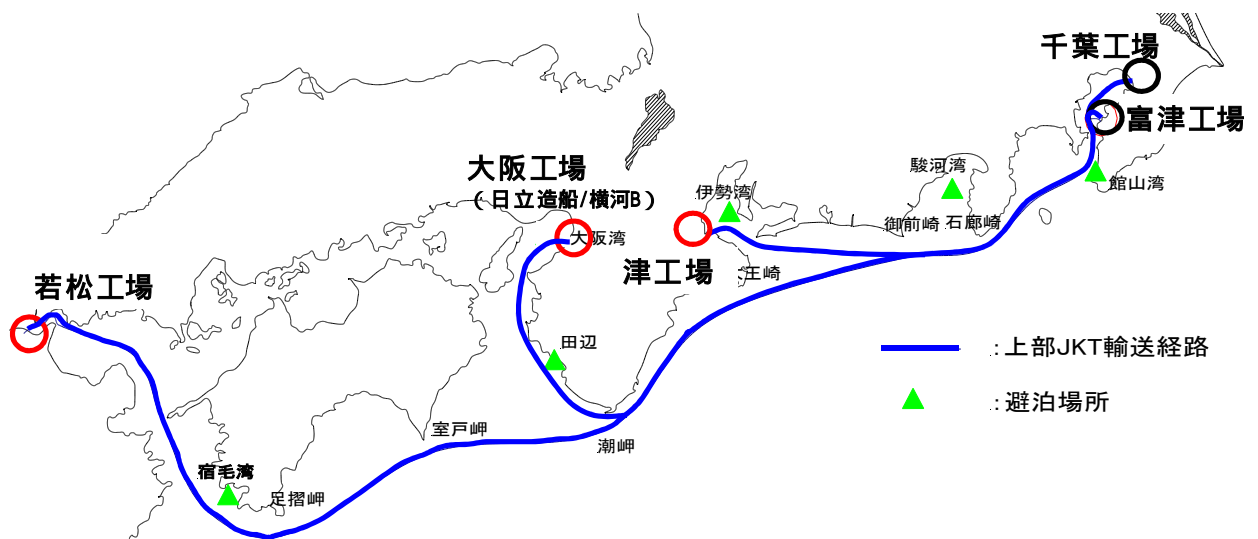 千葉工場
富津工場
駿河湾
館山湾
大阪工場
（日立造船/横河B）
伊勢湾
御前崎
石廊崎
大阪湾
津工場
王崎
若松工場
田辺
：上部JKT輸送経路
：避泊場所
室戸岬
潮岬
宿毛湾
足摺岬